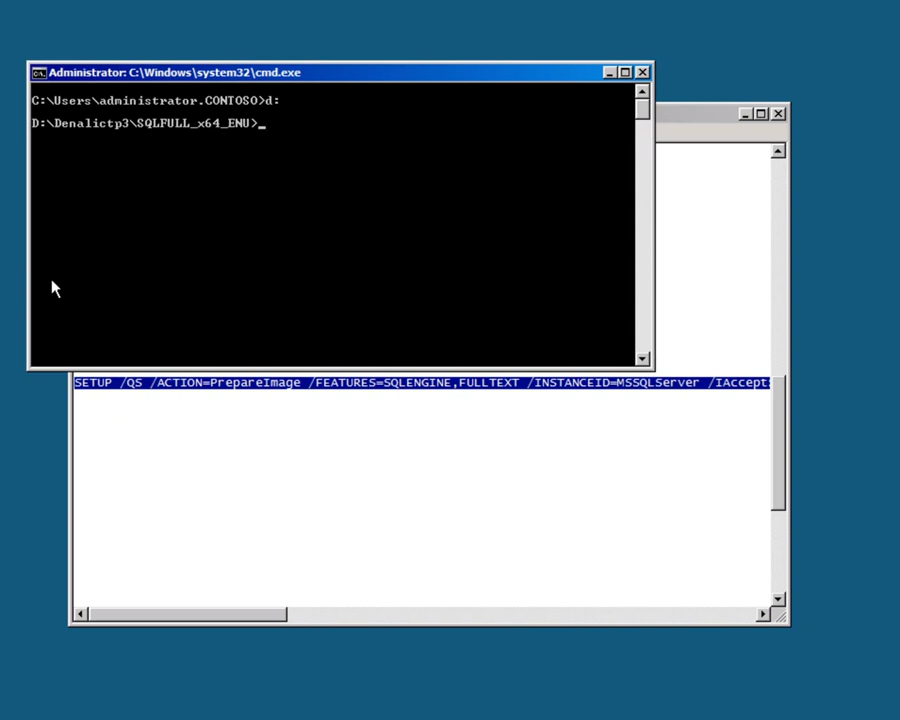 Administrator: C:\Windows\system32\cmd.exe
C:\Users\administrator.CONTOSO>d:
D:\Denalictp3\SQLFULL_x64_ENU>_
SETUP /QS /ACTION=PrepareImage /FEATURES=SQLENGINE,FULLTEXT /INSTANCEID=MSSQLServer /IAccept